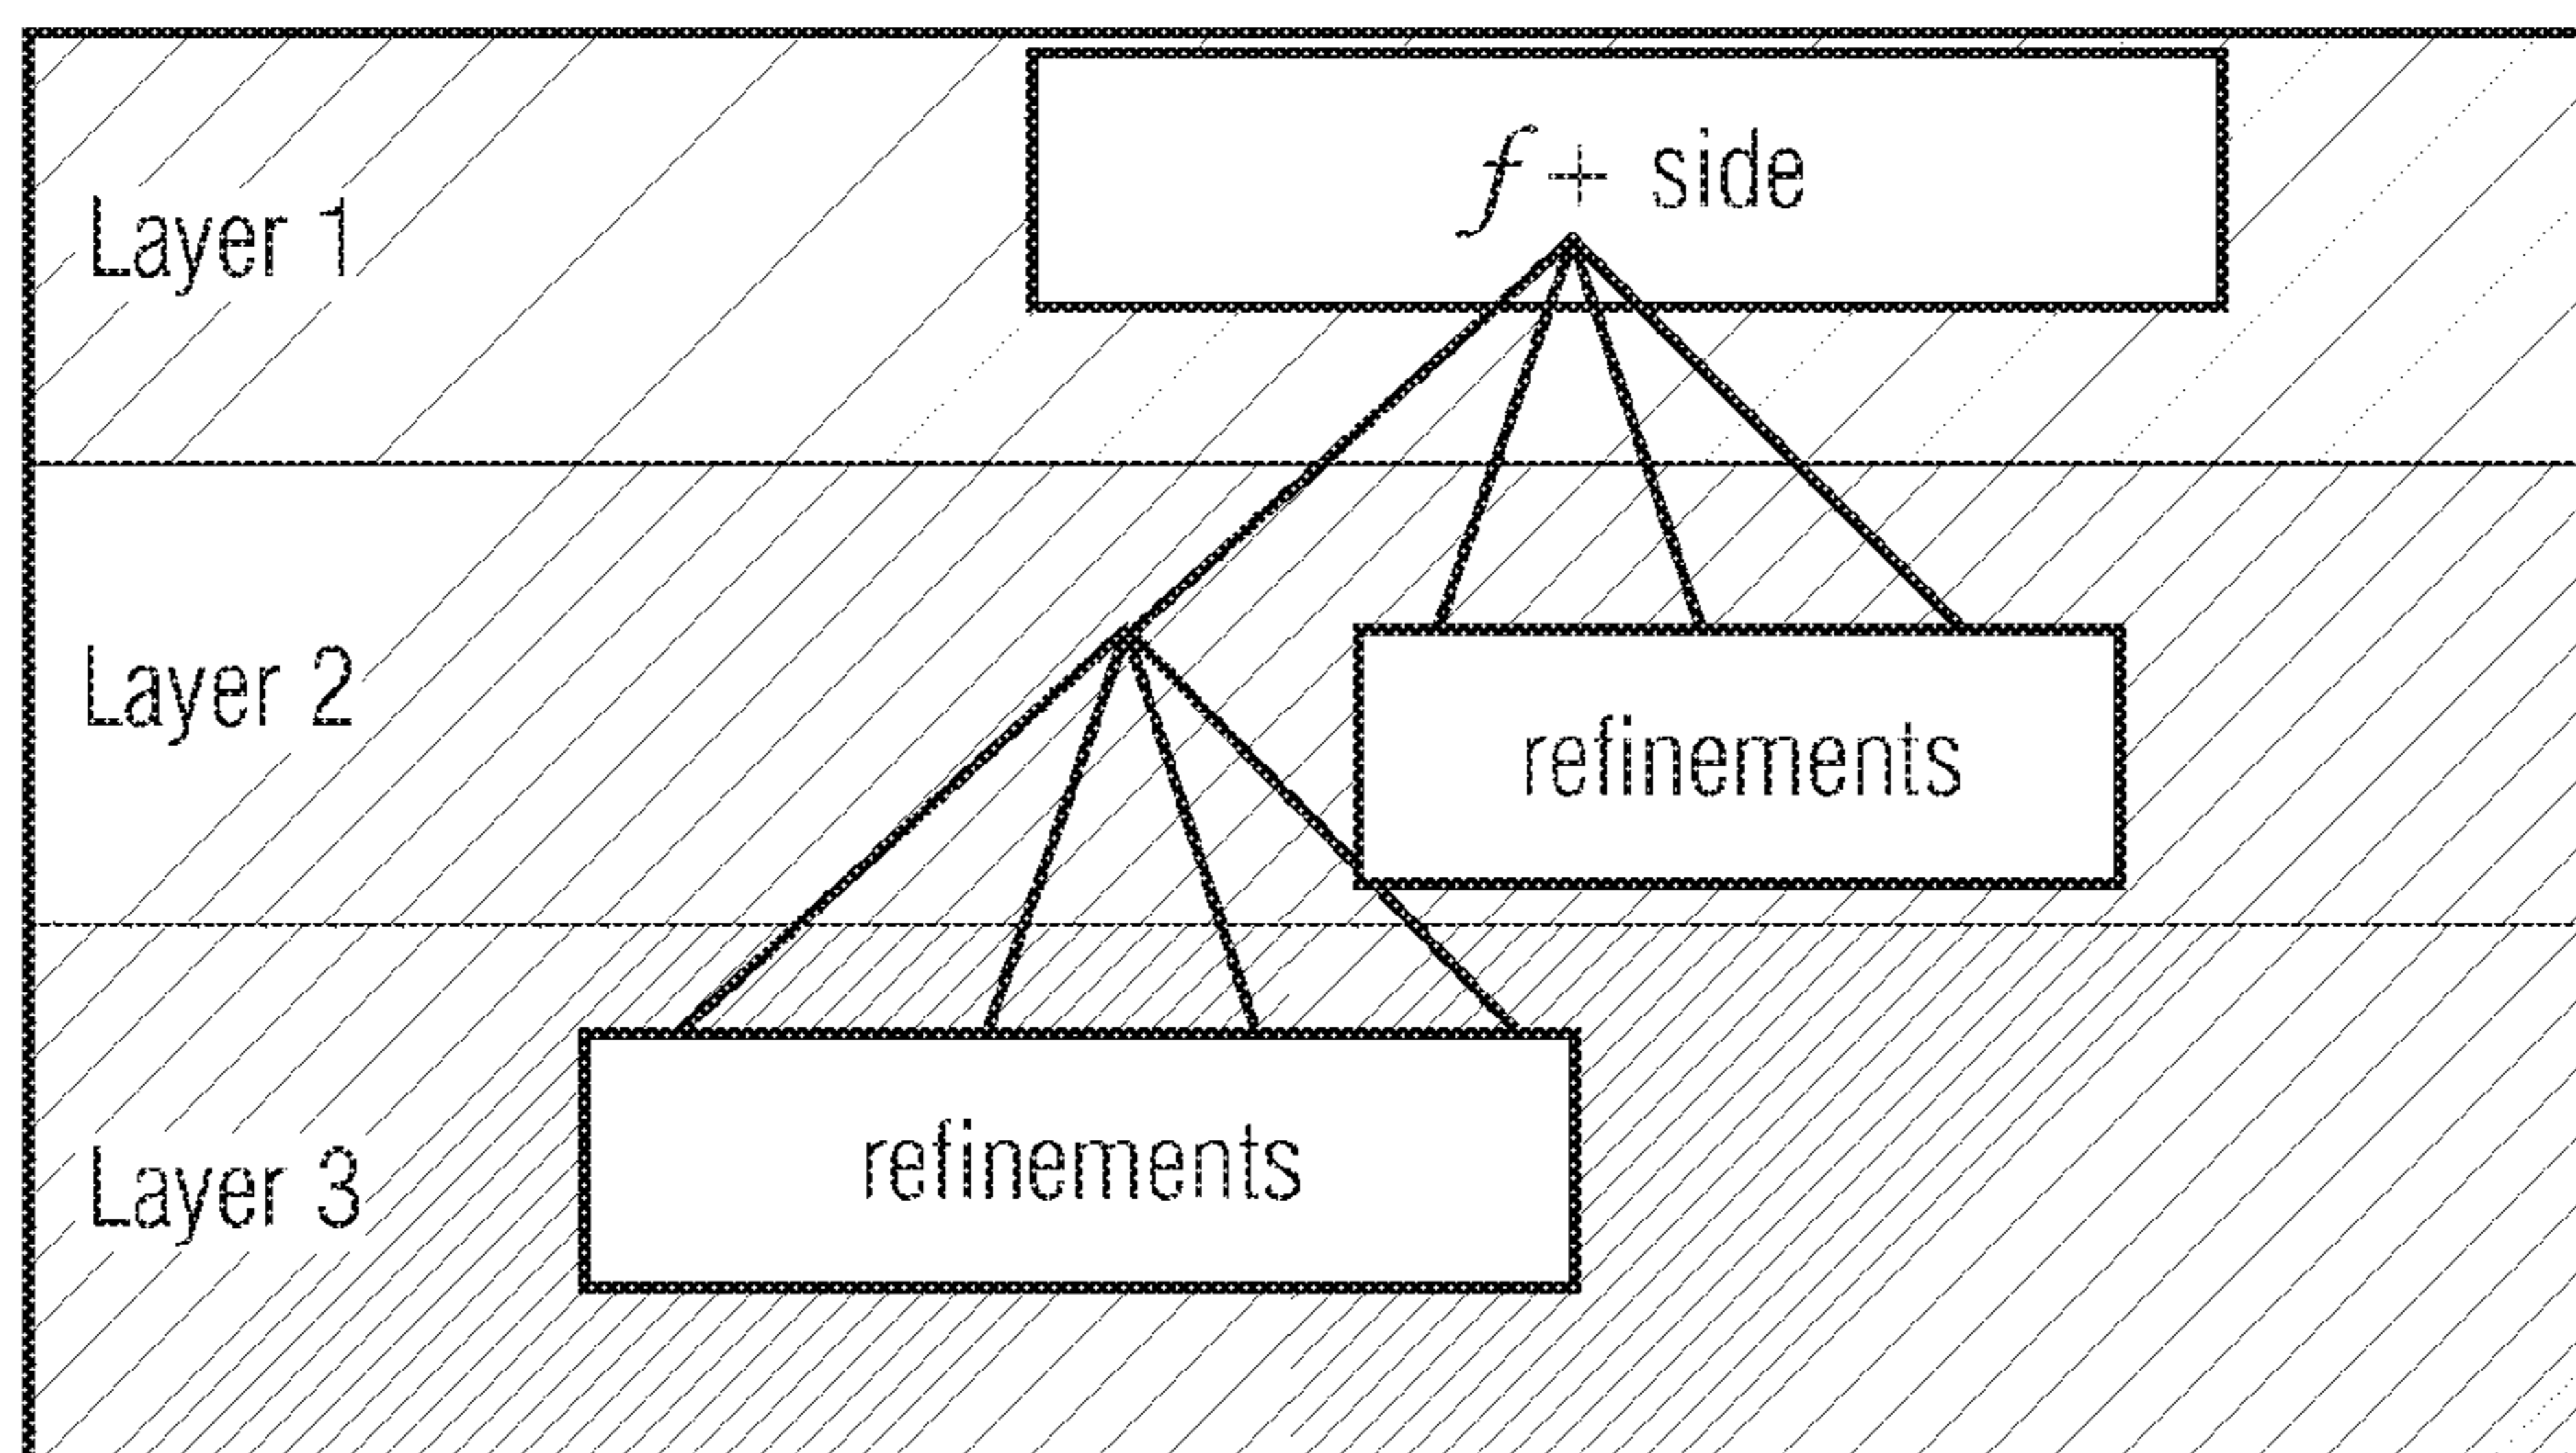 f + side
Layer 1
Layer 2
refinements
Layer 3
refinements